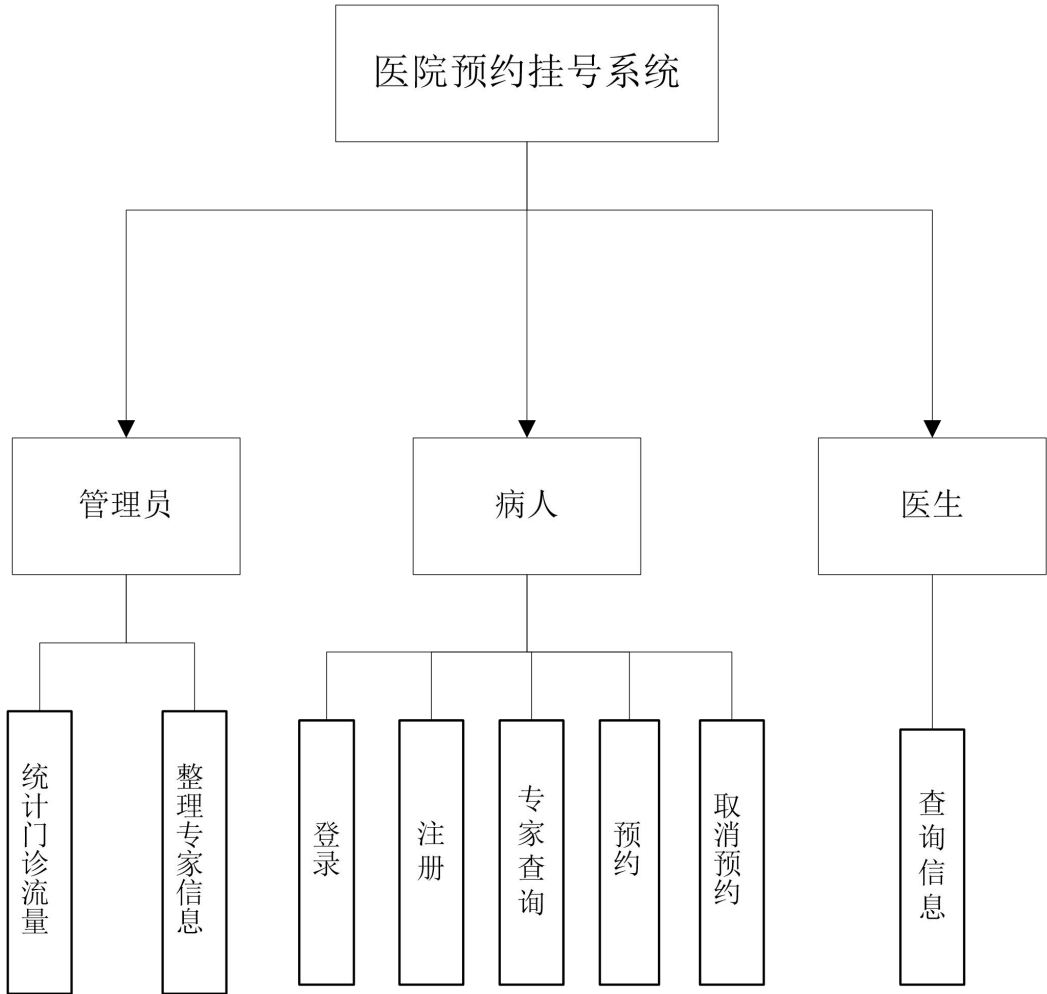 医院预约挂号系统
管理员
病人
医生
统计门诊流量
整理专家信息
登录
注册
专家查询
预约
取消预约
查询信息